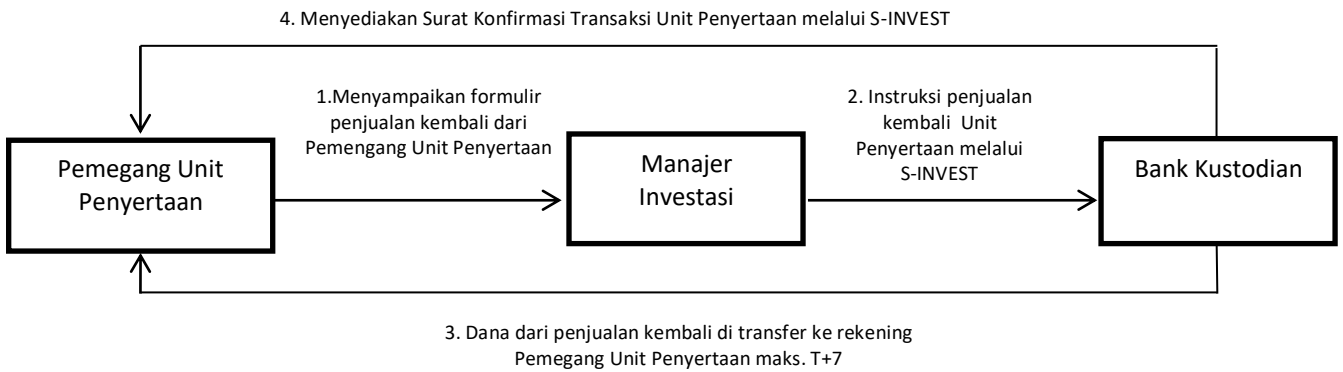 4. Menyediakan Surat Konfirmasi Transaksi Unit Penyertaan melalui S-INVEST
1.Menyampaikan formulir
penjualan kembali dari
Pemengang Unit Penyertaan
2. Instruksi penjualan
kembali Unit
Penyertaan melalui
S-INVEST
Pemegang Unit
Penyertaan
Manajer
Investasi
Bank Kustodian
3. Dana dari penjualan kembali di transfer ke rekening
Pemegang Unit Penyertaan maks. T+7